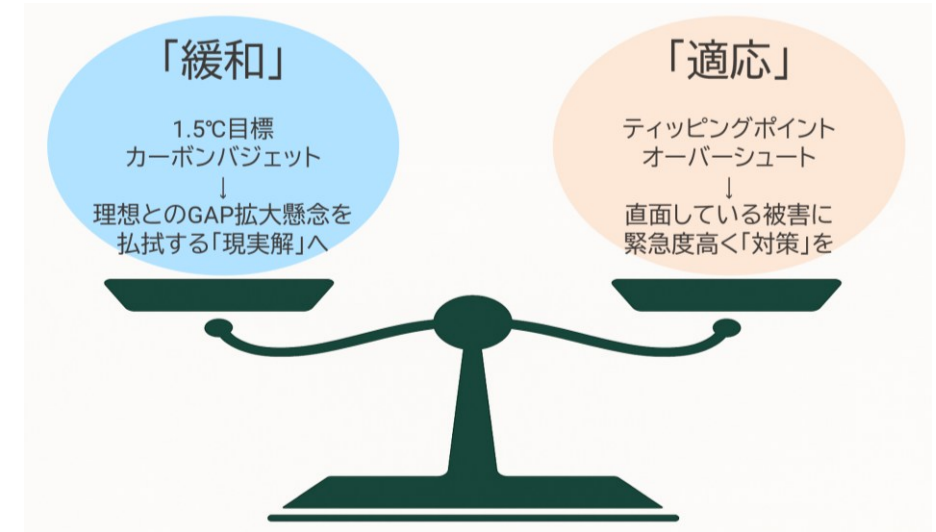 「緩和」
1.5℃目標
カーボンバジェット
↓
理想とのGAP拡大懸念を
払拭する「現実解」へ
「適応」
ティッピングポイント
オーバーシュート
↓
直面している被害に
緊急度高く「対策」を